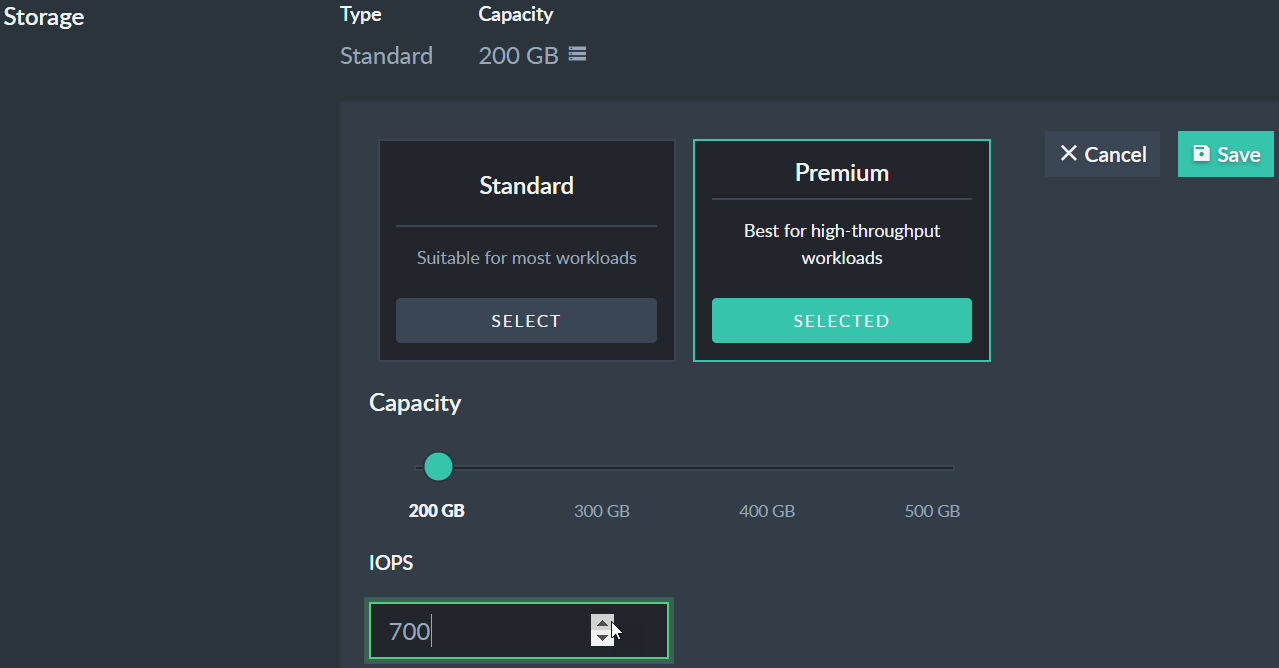 Storage
Type
Capacity
Standard
200 GB
Cancel
Save
Standard
Suitable for most workloads
SELECT
Premium
Best for high-throughput
workloads
SELECTED
Capacity
200 GB
300 GB
400 GB
500 GB
IOPS
700